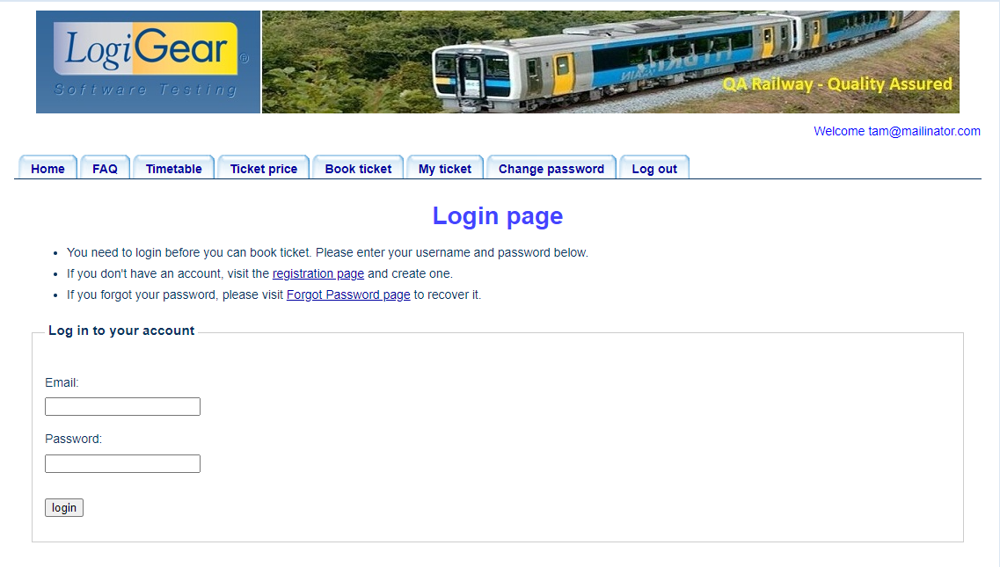 LogiGear ®
Software Testing
QA Railway - Quality Assured
Welcome tam@mailinator.com
Home FAQ Timetable Ticket price Book ticket My ticket Change password Log out
Login page
• You need to login before you can book ticket. Please enter your username and password below.
• If you don't have an account, visit the registration page and create one.
• If you forgot your password, please visit Forgot Password page to recover it.
Log in to your account
Email:
Password:
login